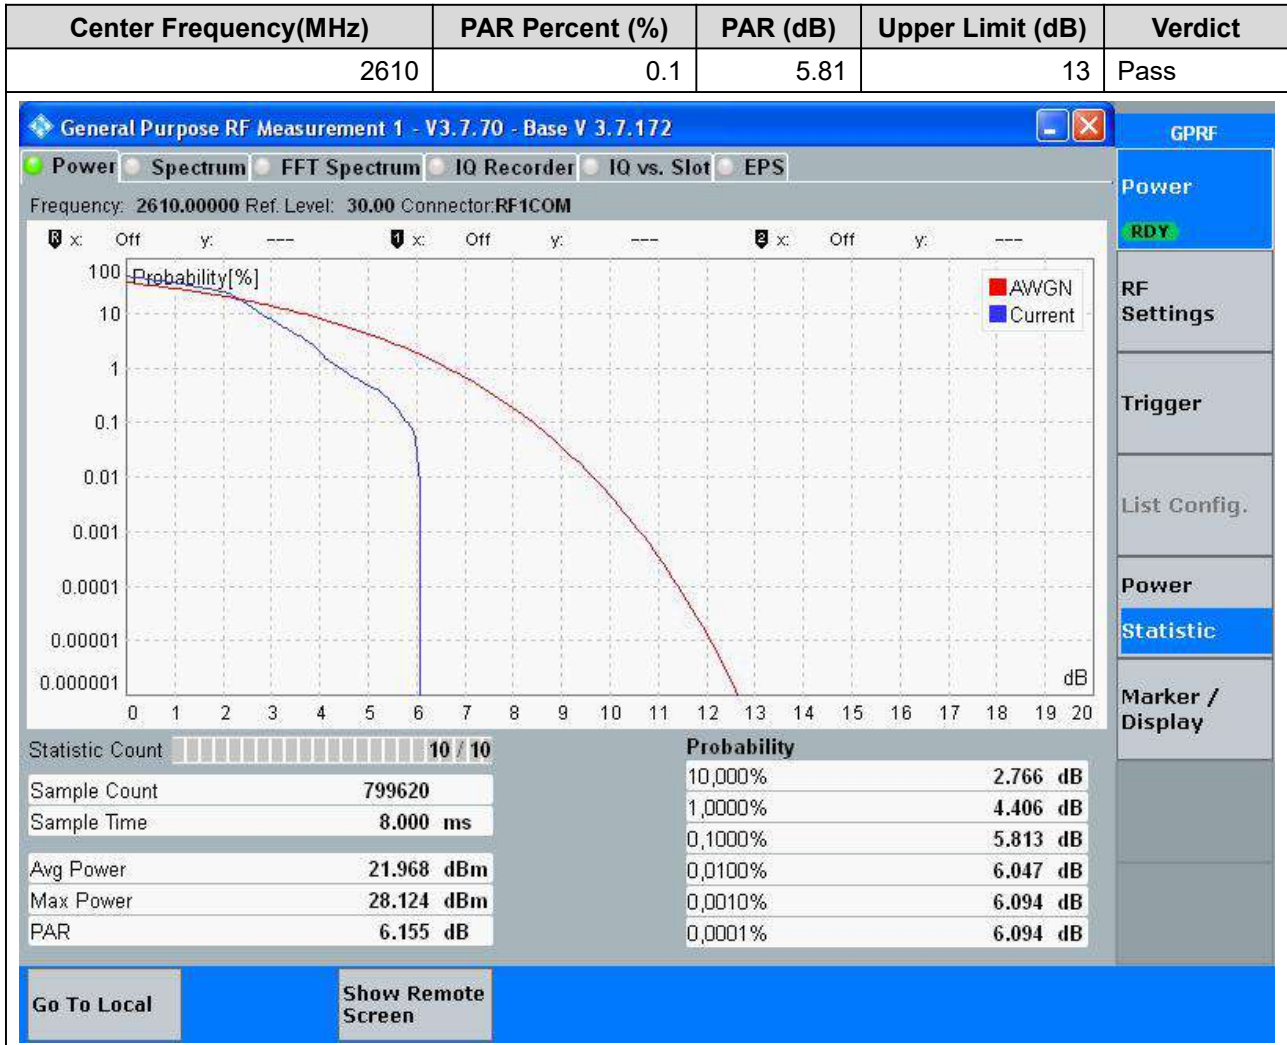 Center Frequency(MHz) PAR Percent (%) PAR (dB) Upper Limit (dB) Verdict
2610 0.1 5.81 13 Pass
General Purpose RF Measurement 1 - V3.7.70 - Base V 3.7.172
GPRF
Power Spectrum FFT Spectrum IQ Recorder IQ vs. Slot EPS
Power
RDY
Frequency: 2610.00000 Ref. Level: 30.00 Connector:RF1COM
R x: Off y: --- 1 x: Off y: --- 2 x: Off y: ---
100 Probability[%]
AWGN
Current
RF
Settings
10
1
Trigger
0.1
0.01
List Config.
0.001
0.0001
Power
0.00001
Statistic
dB
0.000001
Marker /
Display
0 1 2 3 4 5 6 7 8 9 10 11 12 13 14 15 16 17 18 19 20
Statistic Count 10 / 10
Sample Count 799620
Sample Time 8.000 ms
Avg Power 21.968 dBm
Max Power 28.124 dBm
PAR 6.155 dB
Probability
10,000% 2.766 dB
1,0000% 4.406 dB
0,1000% 5.813 dB
0,0100% 6.047 dB
0,0010% 6.094 dB
0,0001% 6.094 dB
Go To Local
Show Remote
Screen